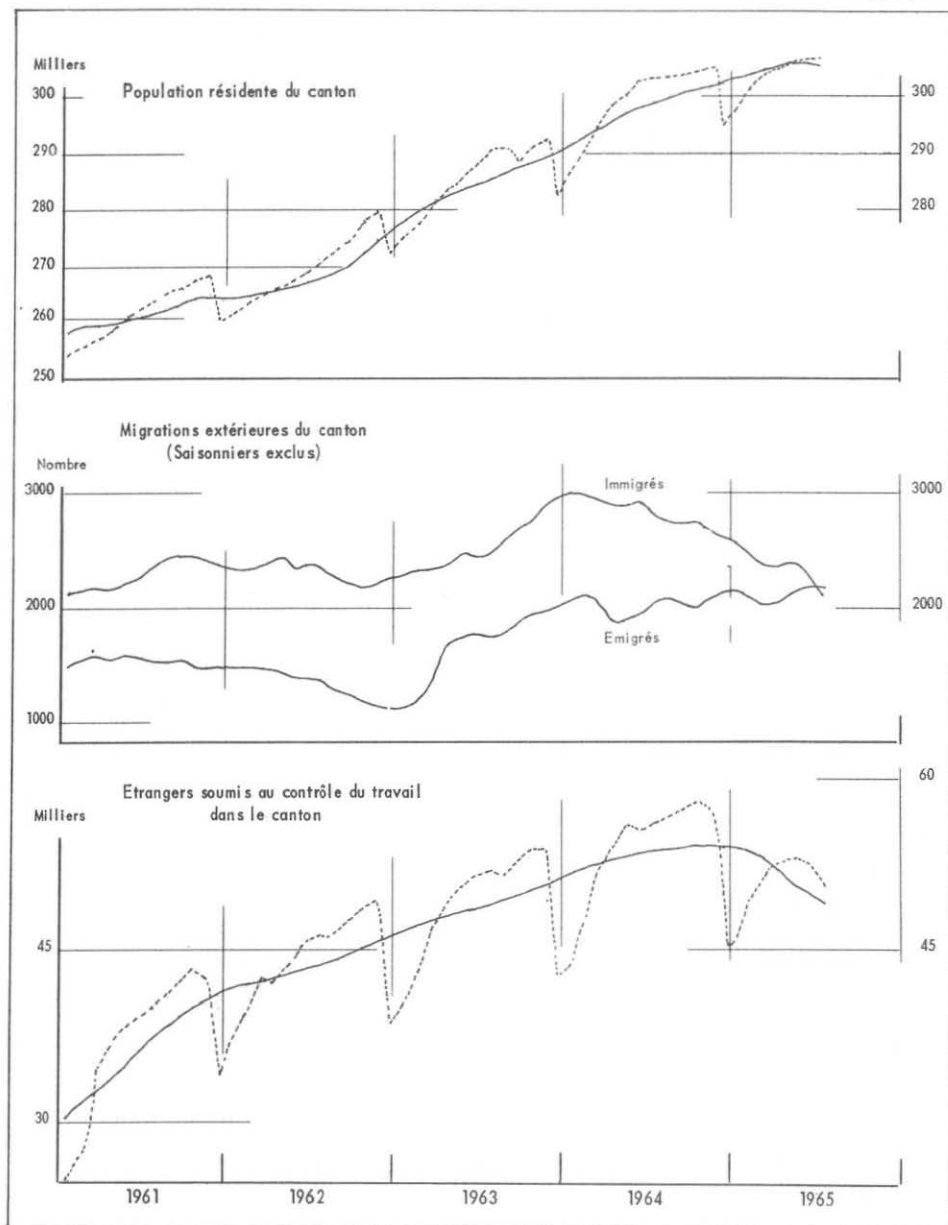 Milliers
Population résidente du canton
300
300
290
290
280
280
270
260
250
Migrations extérieures du canton
(Saisonniers exclus)
Nombre
3000
Immigrés
3000
2000
2000
Emigrés
1000
Etrangers soumis au contrôle du travail
dans le canton
60
Milliers
45
45
30
1961 1962 1963 1964 1965